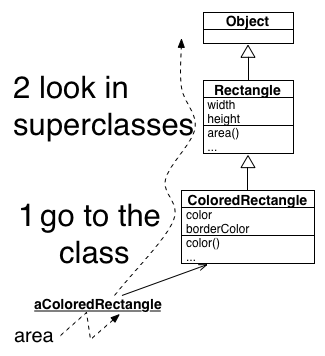 Object
2 look in
superclasses
Rectangle
width
height
area()
...
1 go to the
class
ColoredRectangle
color
borderColor
color()
...
aColoredRectangle
area